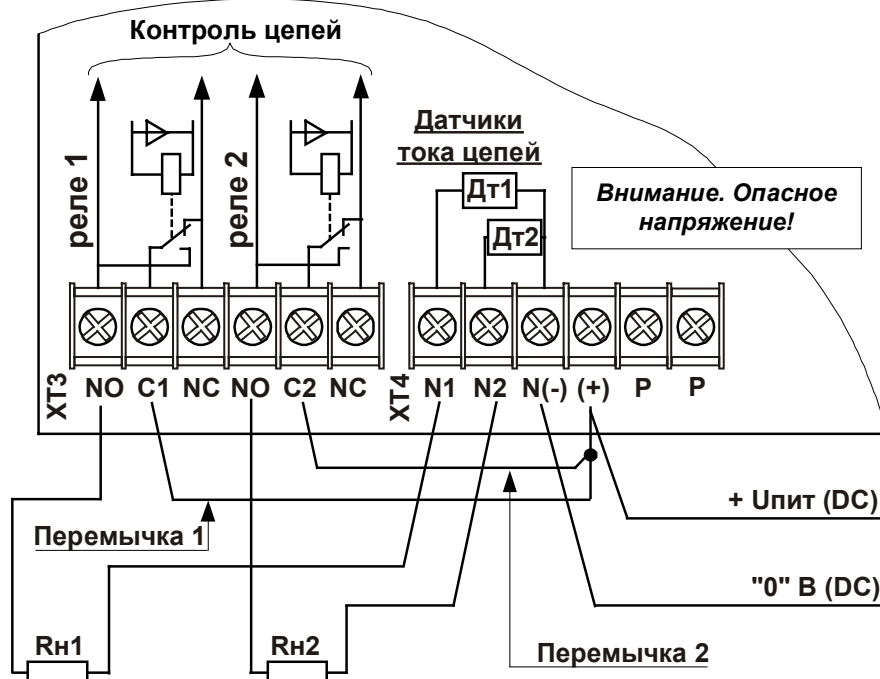 Контроль цепей
реле 1
реле 2
Датчики
тока цепей
Дт1
Дт2
Внимание. Опасное
напряжение!
XT3
NO C1 NC NO C2 NC
XT4
N1 N2 N(-) (+) P P
+ Uпит (DC)
Перемычка 1
"0" В (DC)
Rн1
Rн2
Перемычка 2